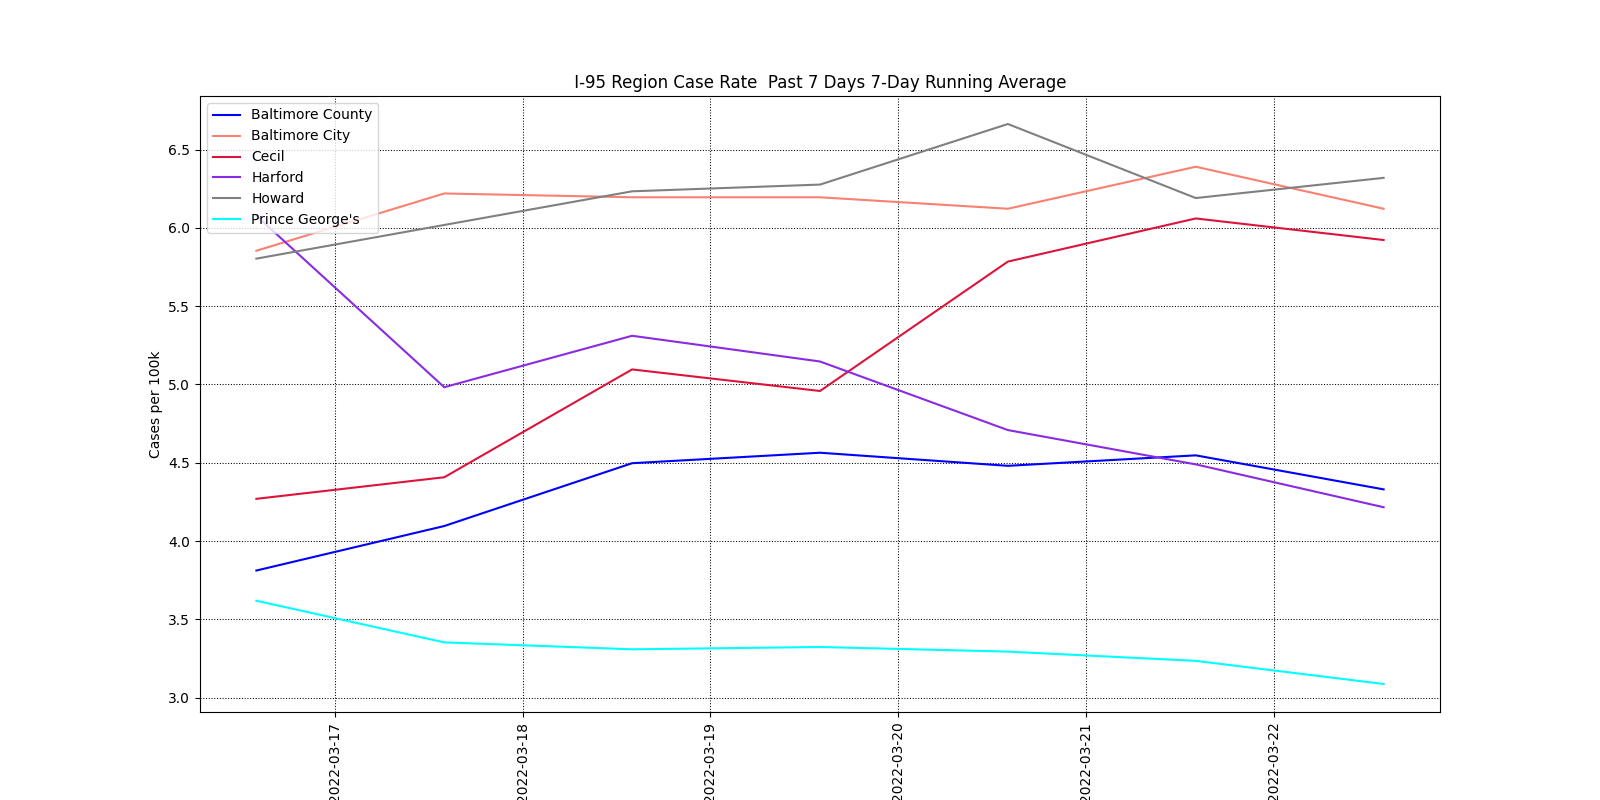 I-95 Region Case Rate  Past 7 Days 7-Day Running Average
Baltimore County
Baltimore City
Cecil
Harford
Howard
Prince George's
Cases per 100k
6.5
6.0
5.5
5.0
4.5
4.0
3.5
3.0
2022-03-17
2022-03-18
2022-03-19
2022-03-20
2022-03-21
2022-03-22